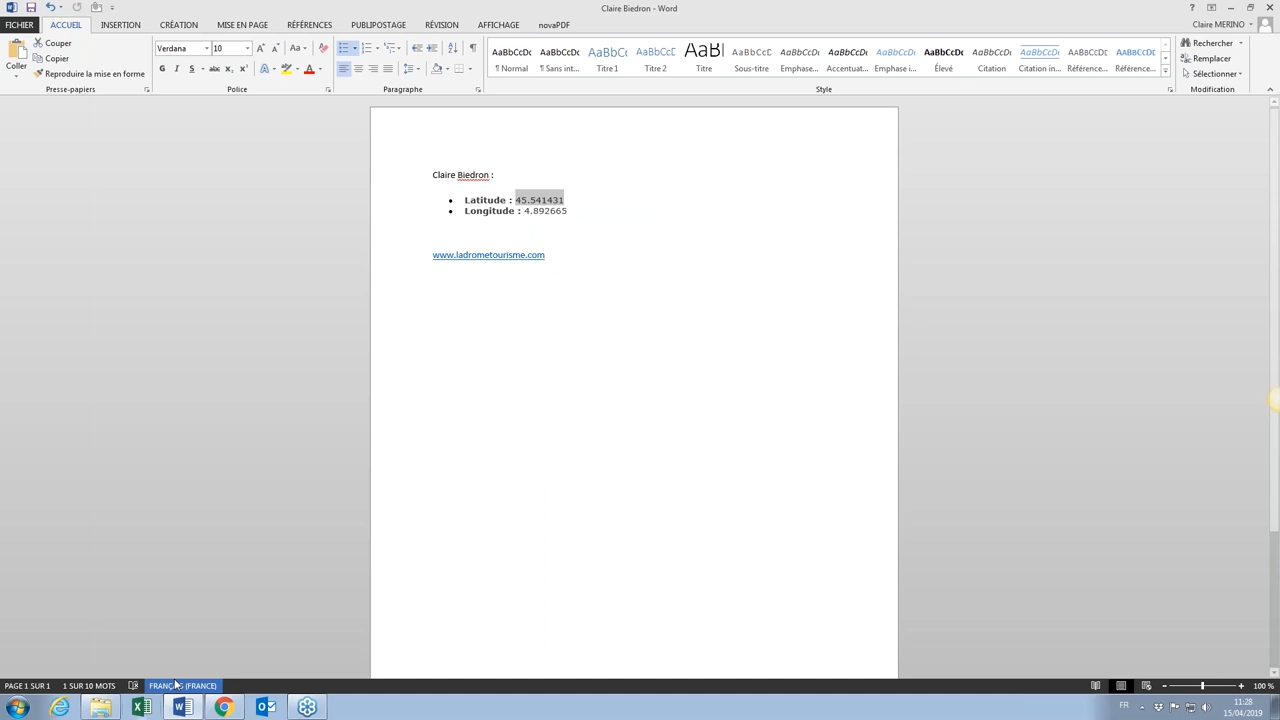 Claire Biedron - Word
Claire MERINO
FICHIER ACCUEIL INSERTION CRÉATION MISE EN PAGE RÉFÉRENCES PUBLIPOSTAGE RÉVISION AFFICHAGE novaPDF
Coller
Couper
Copier
Reproduire la mise en forme
Presse-papiers
Verdana 10
G I S abc x₂ x²
Police
Paragraphe
AaBbCcDc AaBbCcDc AaBbCc AaBbCcC AaBl AaBbCcC AaBbCcDc AaBbCcDc AaBbCcDc AaBbCcDc AaBbCcDc AaBbCcDc AaBbCcDc AaBbCcDc
¶ Normal ¶ Sans int... Titre 1 Titre 2 Titre Sous-titre Emphase... Accentuat... Emphase i... Élevé Citation Citation in... Référence... Référence...
Style
Rechercher
Remplacer
Sélectionner
Modification
Claire Biedron :
• Latitude : 45.541431
• Longitude : 4.892665
www.ladrometourisme.com
PAGE 1 SUR 1 1 SUR 10 MOTS FRANÇAIS (FRANCE) 100 %
FR
11:28
15/04/2019